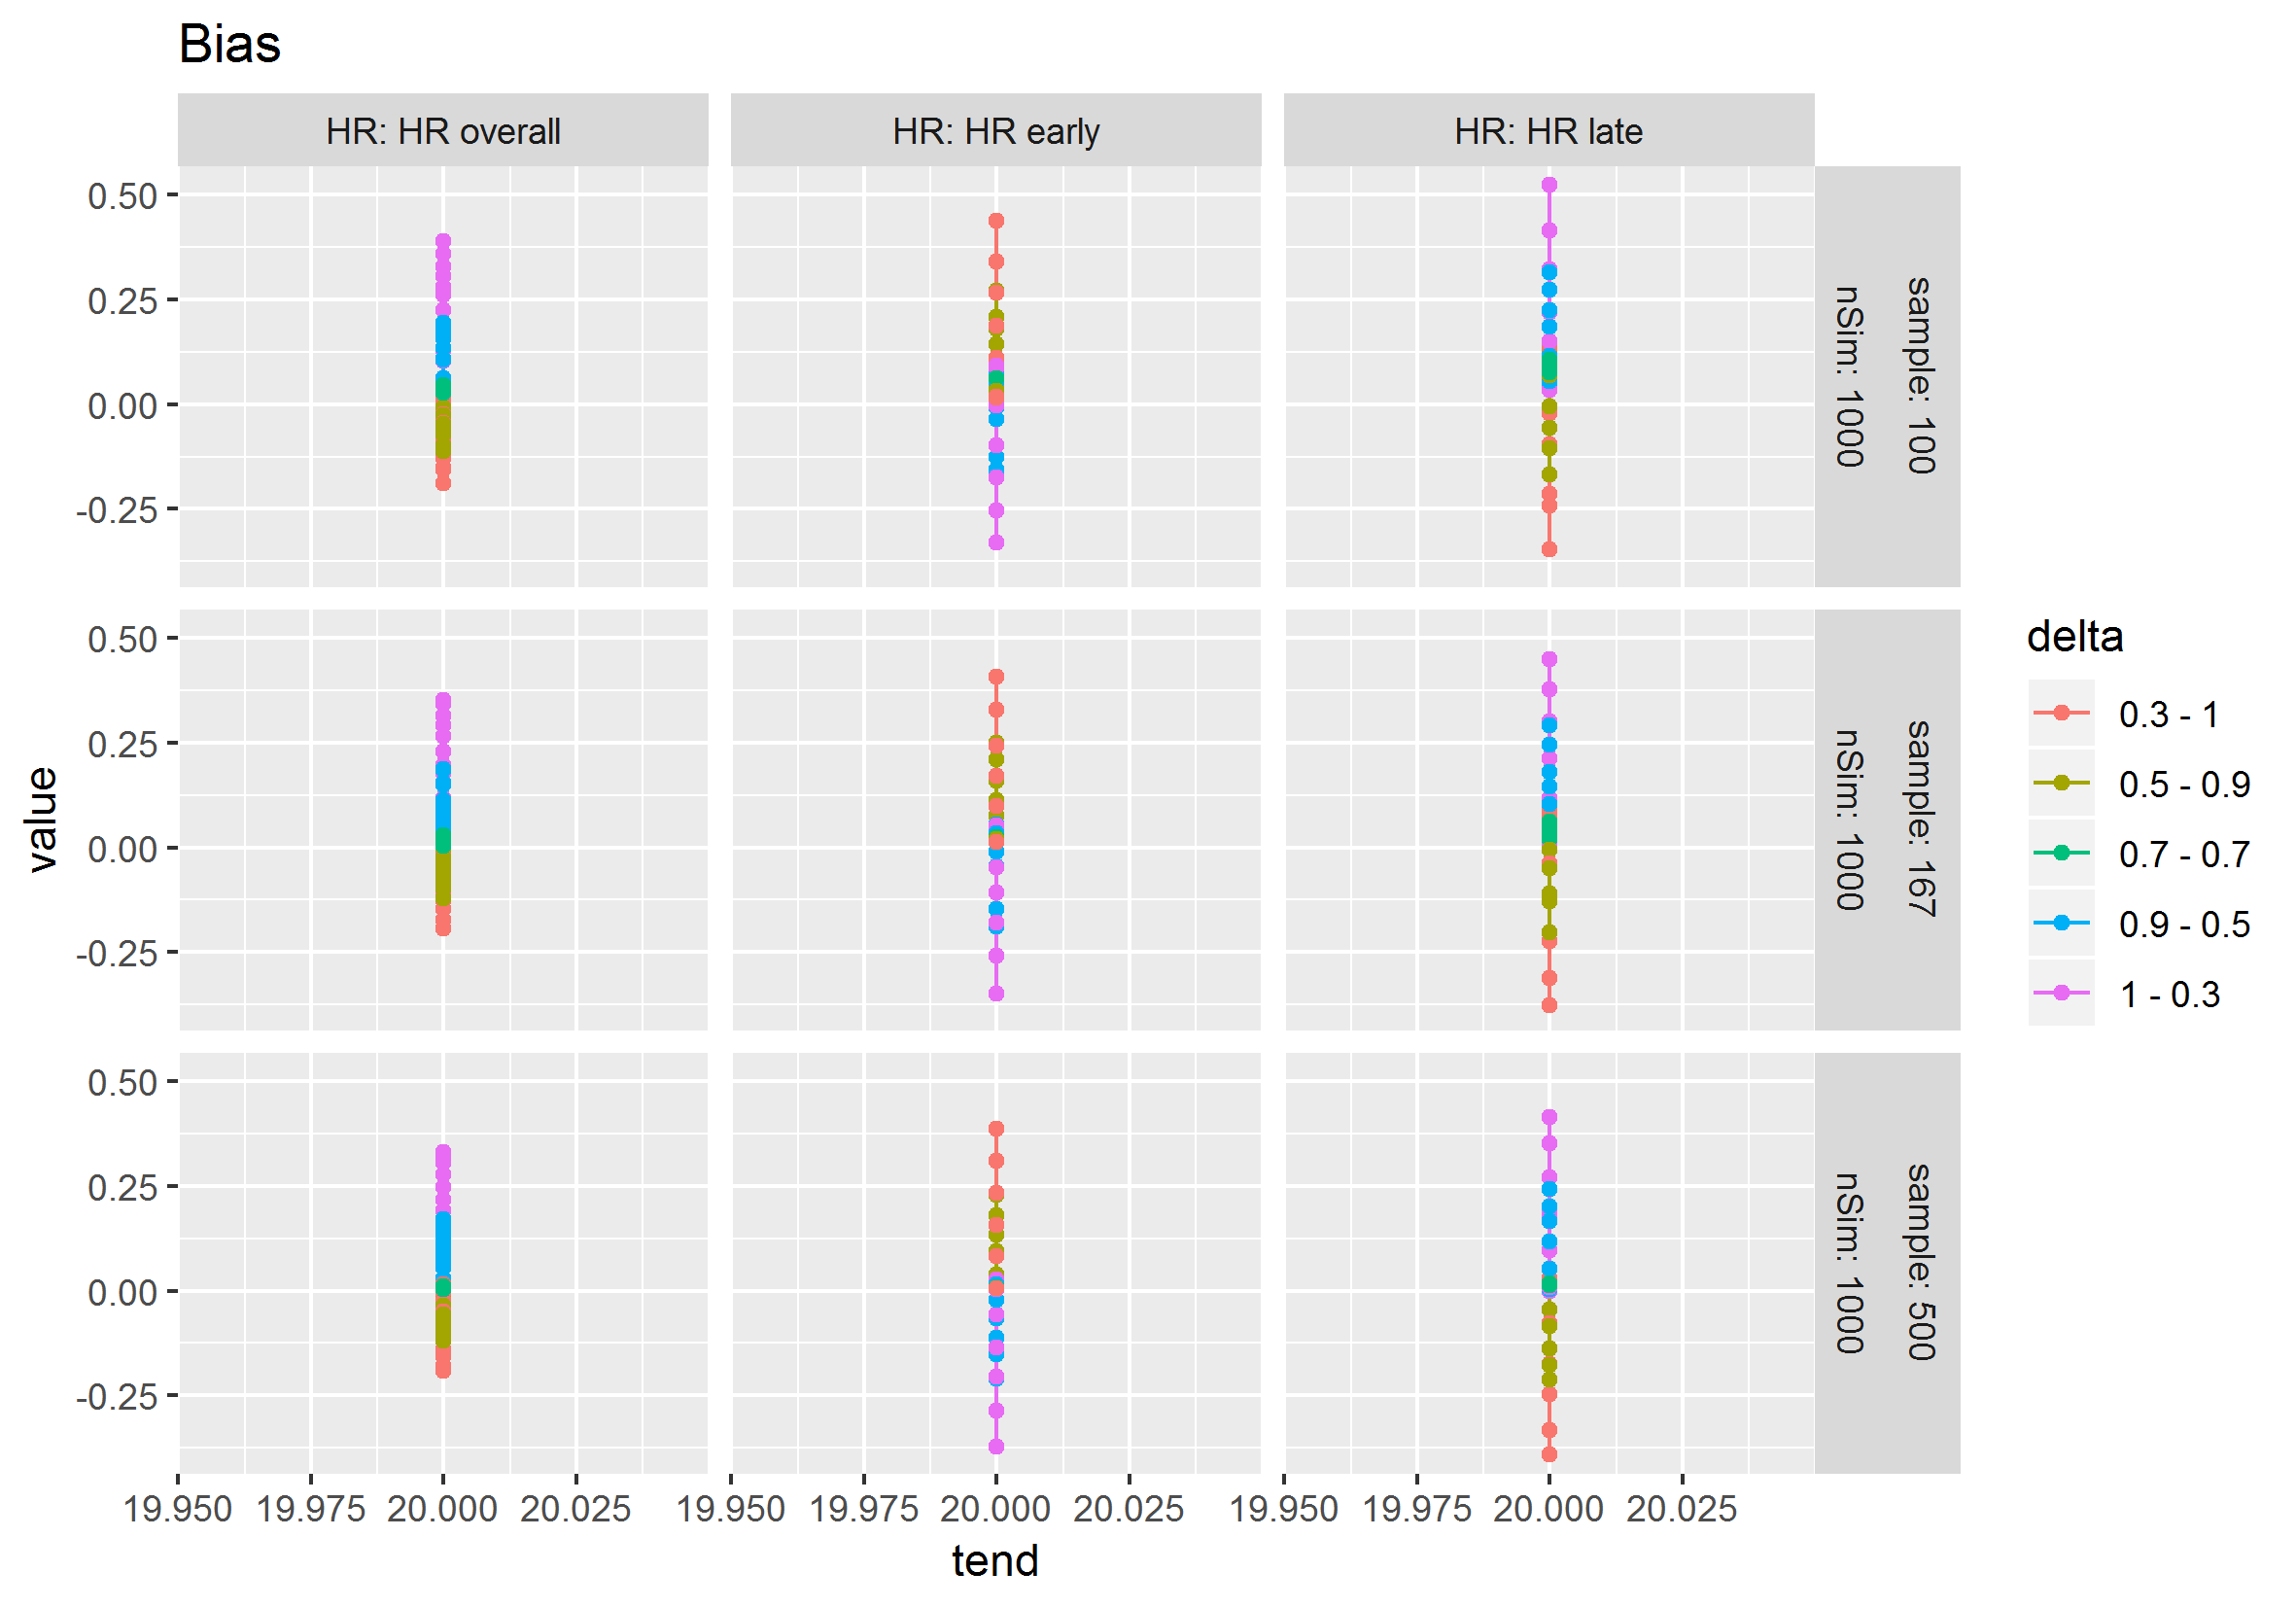 Bias
HR: HR overall
HR: HR early
HR: HR late
0.50
0.25
0.00
-0.25
sample: 100
nSim: 1000
0.50
0.25
0.00
-0.25
sample: 167
nSim: 1000
0.50
0.25
0.00
-0.25
sample: 500
nSim: 1000
value
19.950 19.975 20.000 20.025
19.950 19.975 20.000 20.025
19.950 19.975 20.000 20.025
tend
delta
0.3 - 1
0.5 - 0.9
0.7 - 0.7
0.9 - 0.5
1 - 0.3